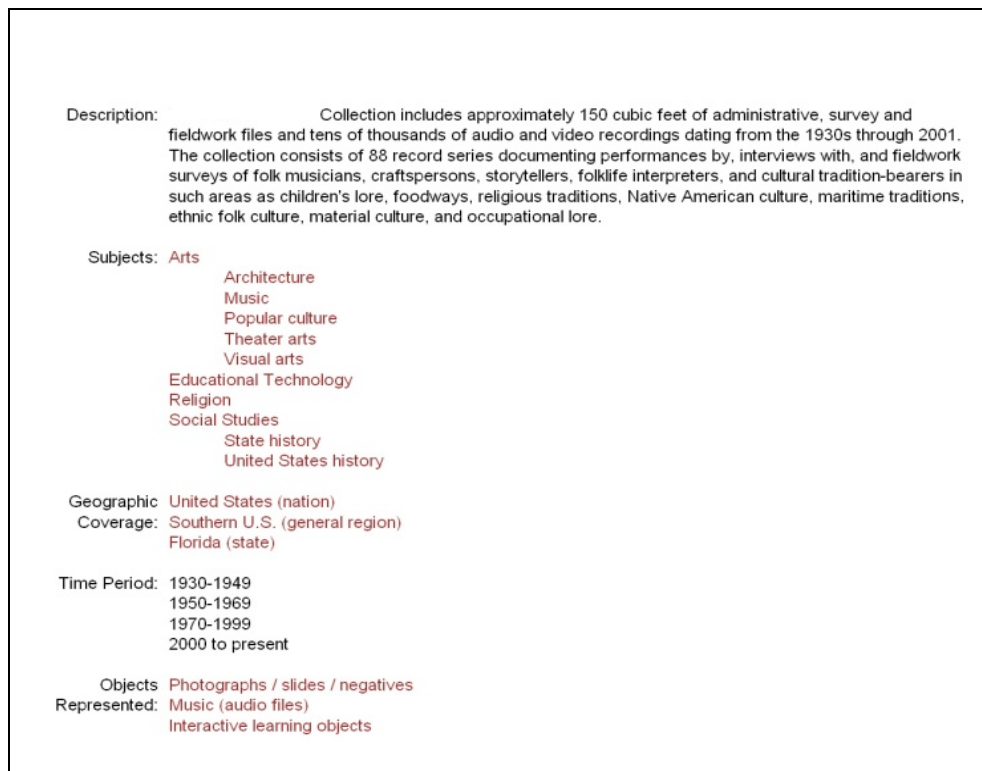 Description: Collection includes approximately 150 cubic feet of administrative, survey and
fieldwork files and tens of thousands of audio and video recordings dating from the 1930s through 2001.
The collection consists of 88 record series documenting performances by, interviews with, and fieldwork
surveys of folk musicians, craftspersons, storytellers, folklife interpreters, and cultural tradition-bearers in
such areas as children's lore, foodways, religious traditions, Native American culture, maritime traditions,
ethnic folk culture, material culture, and occupational lore.
Subjects: Arts
Architecture
Music
Popular culture
Theater arts
Visual arts
Educational Technology
Religion
Social Studies
State history
United States history
Geographic United States (nation)
Coverage: Southern U.S. (general region)
Florida (state)
Time Period: 1930-1949
1950-1969
1970-1999
2000 to present
Objects Photographs / slides / negatives
Represented: Music (audio files)
Interactive learning objects